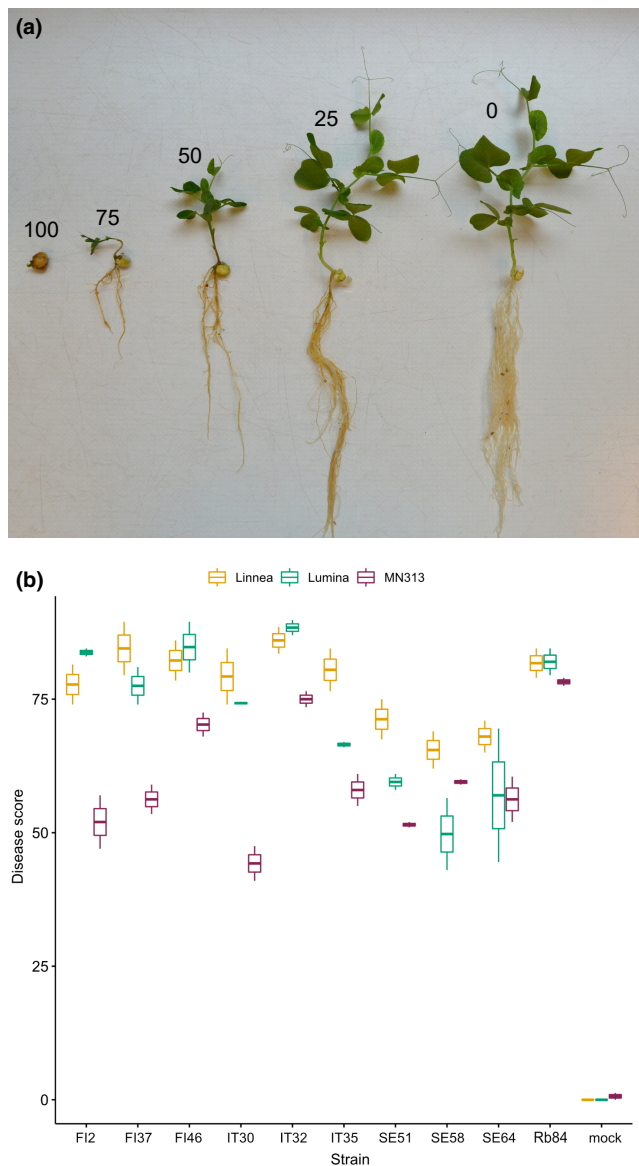 (a)
100
75
50
25
0
(b)
Linnea Lumina MN313
Disease score
75
50
25
0
FI2 FI37 FI46 IT30 IT32 IT35 SE51 SE58 SE64 Rb84 mock
Strain